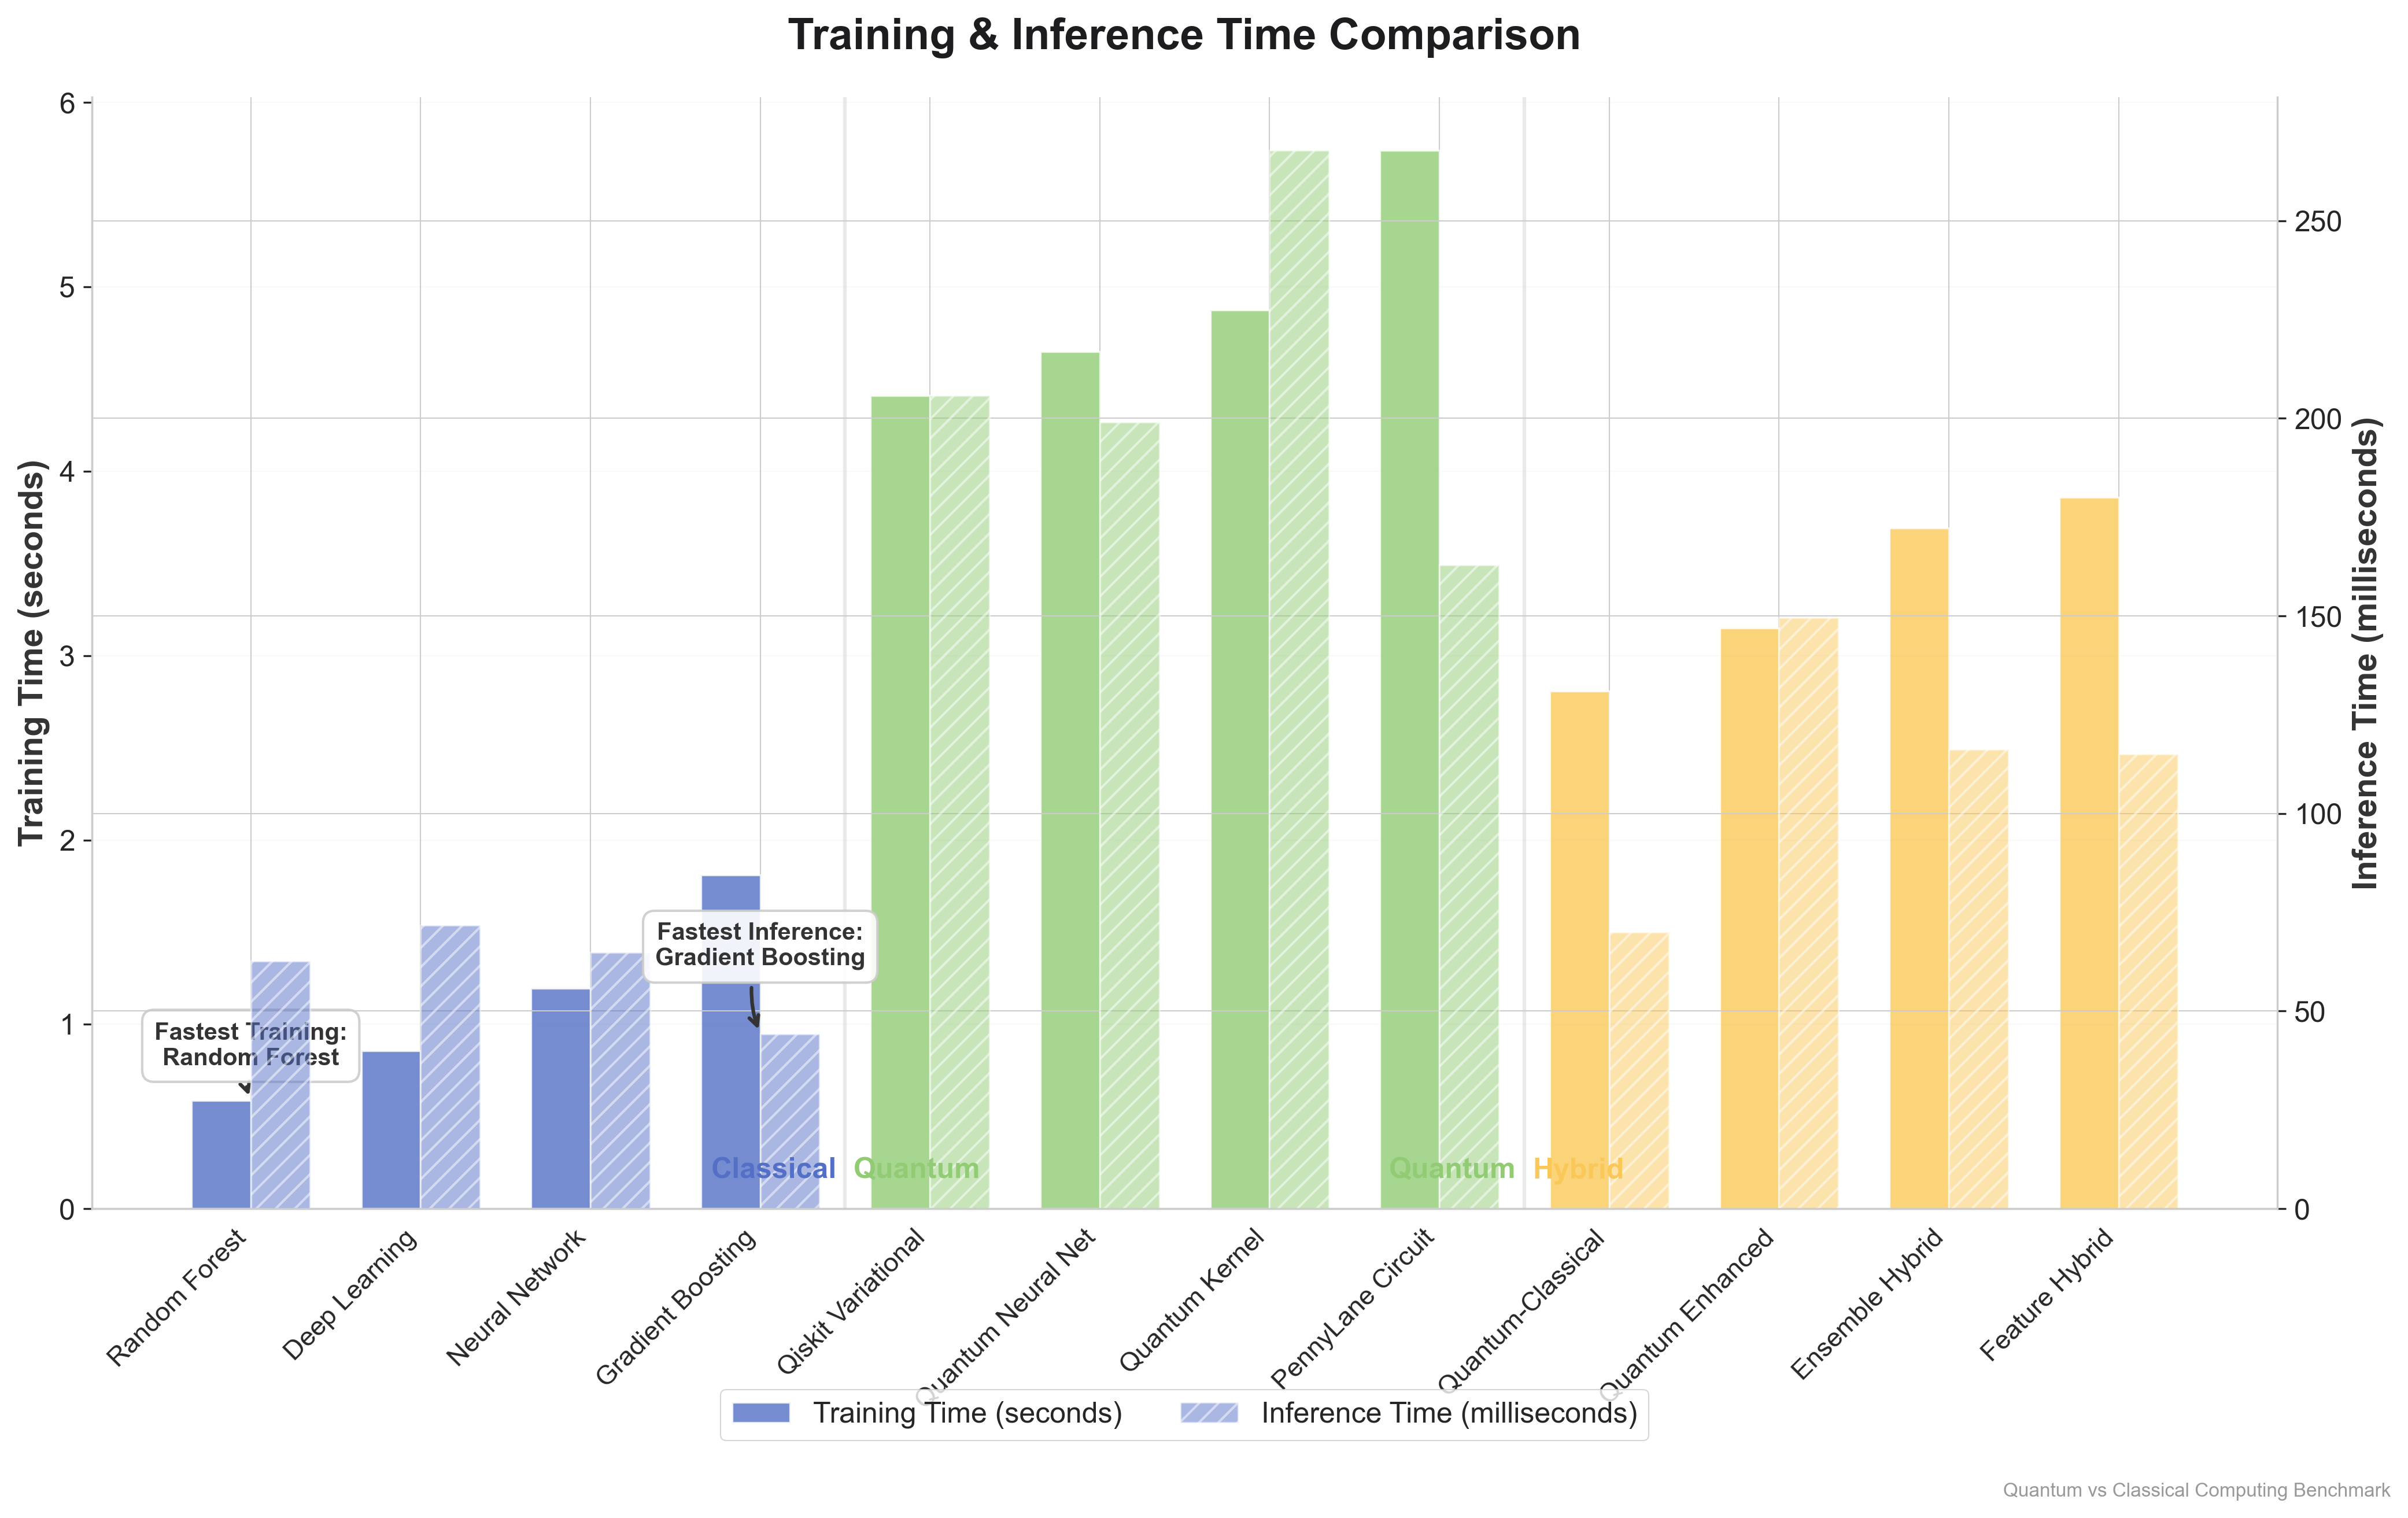 Training & Inference Time Comparison
6
5
4
3
2
1
0
Training Time (seconds)
250
200
150
100
50
0
Inference Time (milliseconds)
Fastest Training:
Random Forest
Fastest Inference:
Gradient Boosting
Classical
Quantum
Quantum
Hybrid
Random Forest
Deep Learning
Neural Network
Gradient Boosting
Qiskit Variational
Quantum Neural Net
Quantum Kernel
PennyLane Circuit
Quantum-Classical
Quantum Enhanced
Ensemble Hybrid
Feature Hybrid
Training Time (seconds)
Inference Time (milliseconds)
Quantum vs Classical Computing Benchmark